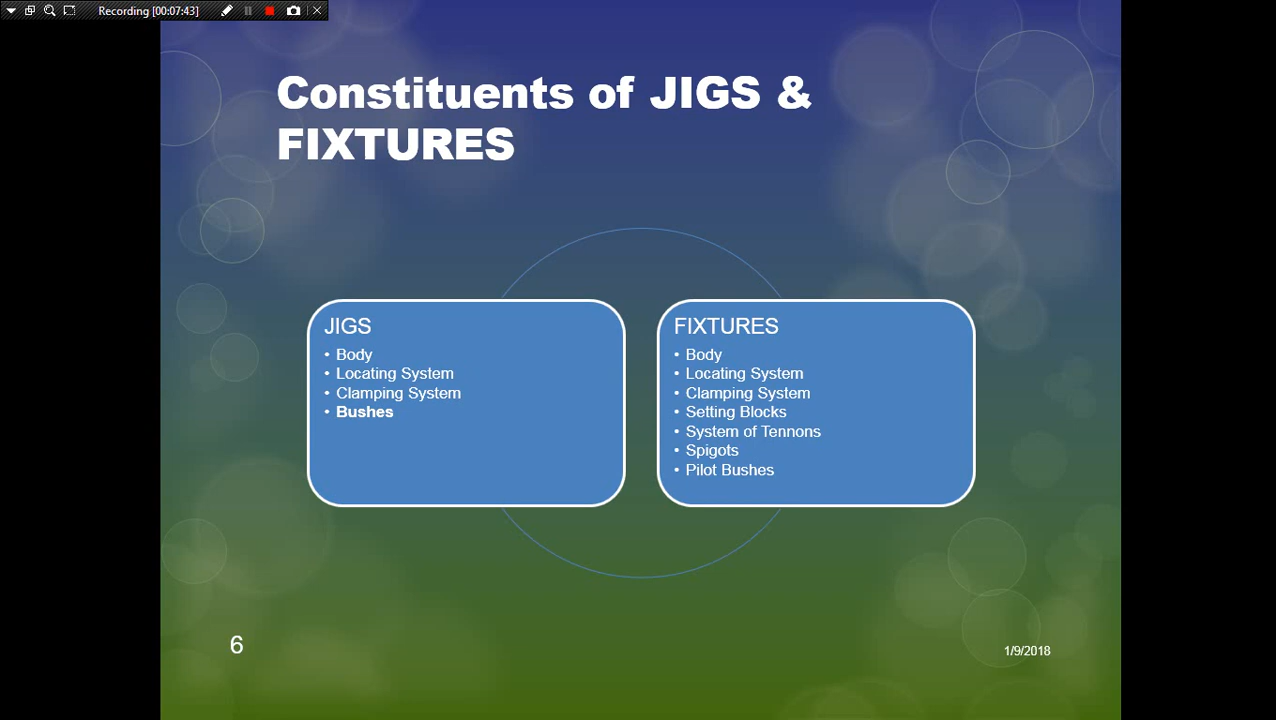 Recording [00:07:43]
Constituents of JIGS &
FIXTURES
JIGS
• Body
• Locating System
• Clamping System
• Bushes
FIXTURES
• Body
• Locating System
• Clamping System
• Setting Blocks
• System of Tennons
• Spigots
• Pilot Bushes
6
1/9/2018